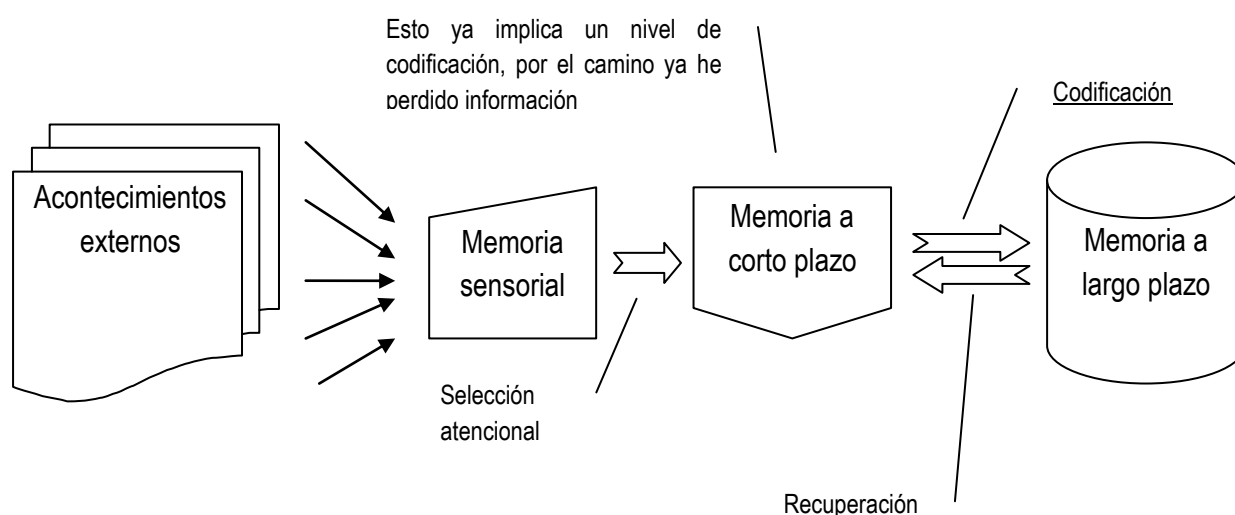 Esto ya implica un nivel de
codificación, por el camino ya he
perdido información
Codificación
Acontecimientos
externos
Memoria
sensorial
Memoria a
corto plazo
Memoria a
largo plazo
Selección
atencional
Recuperación